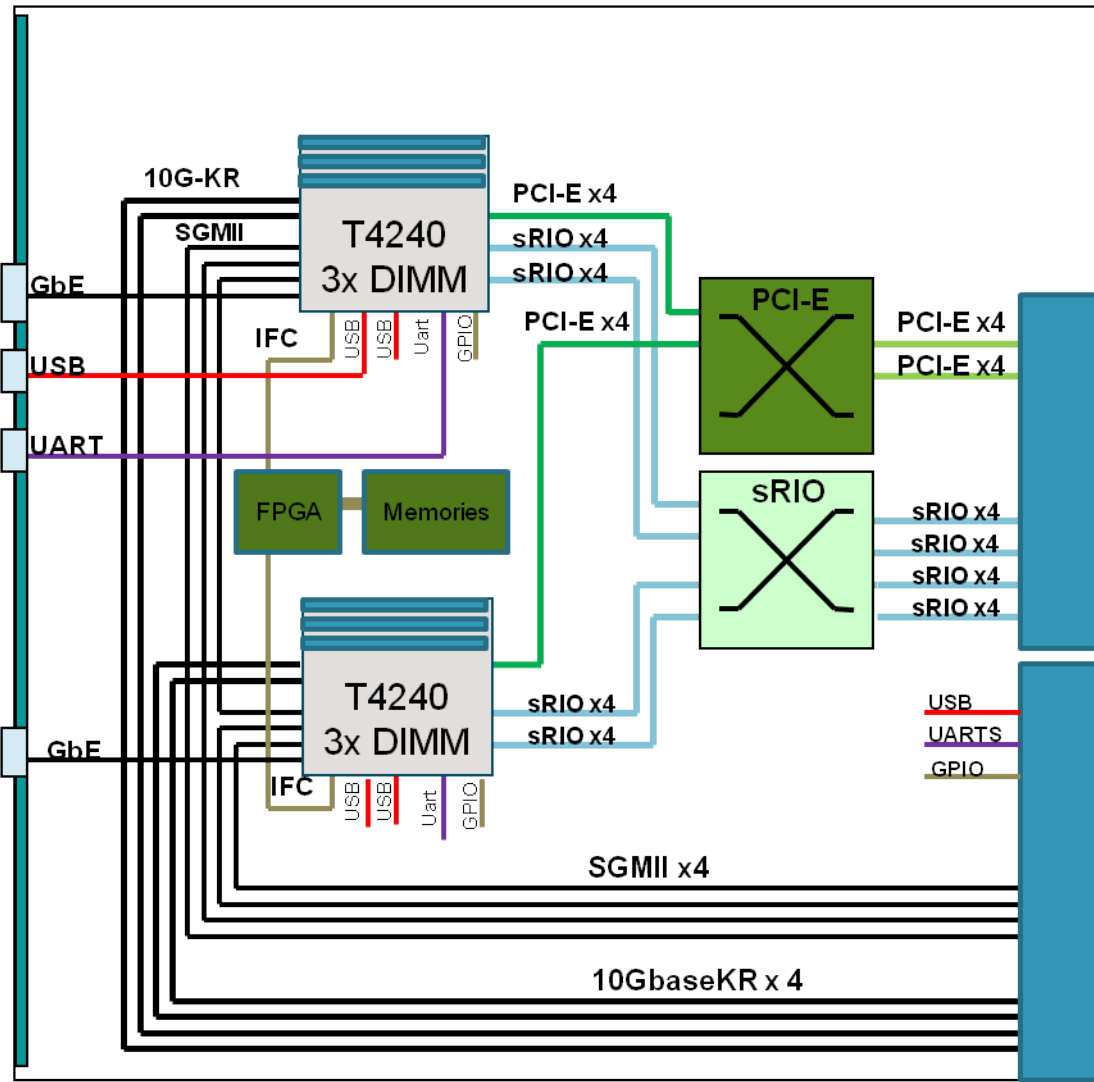 10G-KR
SGMII
T4240
3x DIMM
PCI-E x4
sRIO x4
sRIO x4
PCI-E x4
GbE
USB
UART
IFC
USB
USB
Uart
GPIO
PCI-E
PCI-E x4
PCI-E x4
FPGA
Memories
sRIO
sRIO x4
sRIO x4
sRIO x4
sRIO x4
T4240
3x DIMM
sRIO x4
sRIO x4
GbE
IFC
USB
USB
Uart
GPIO
USB
UARTS
GPIO
SGMII x4
10GbaseKR x 4